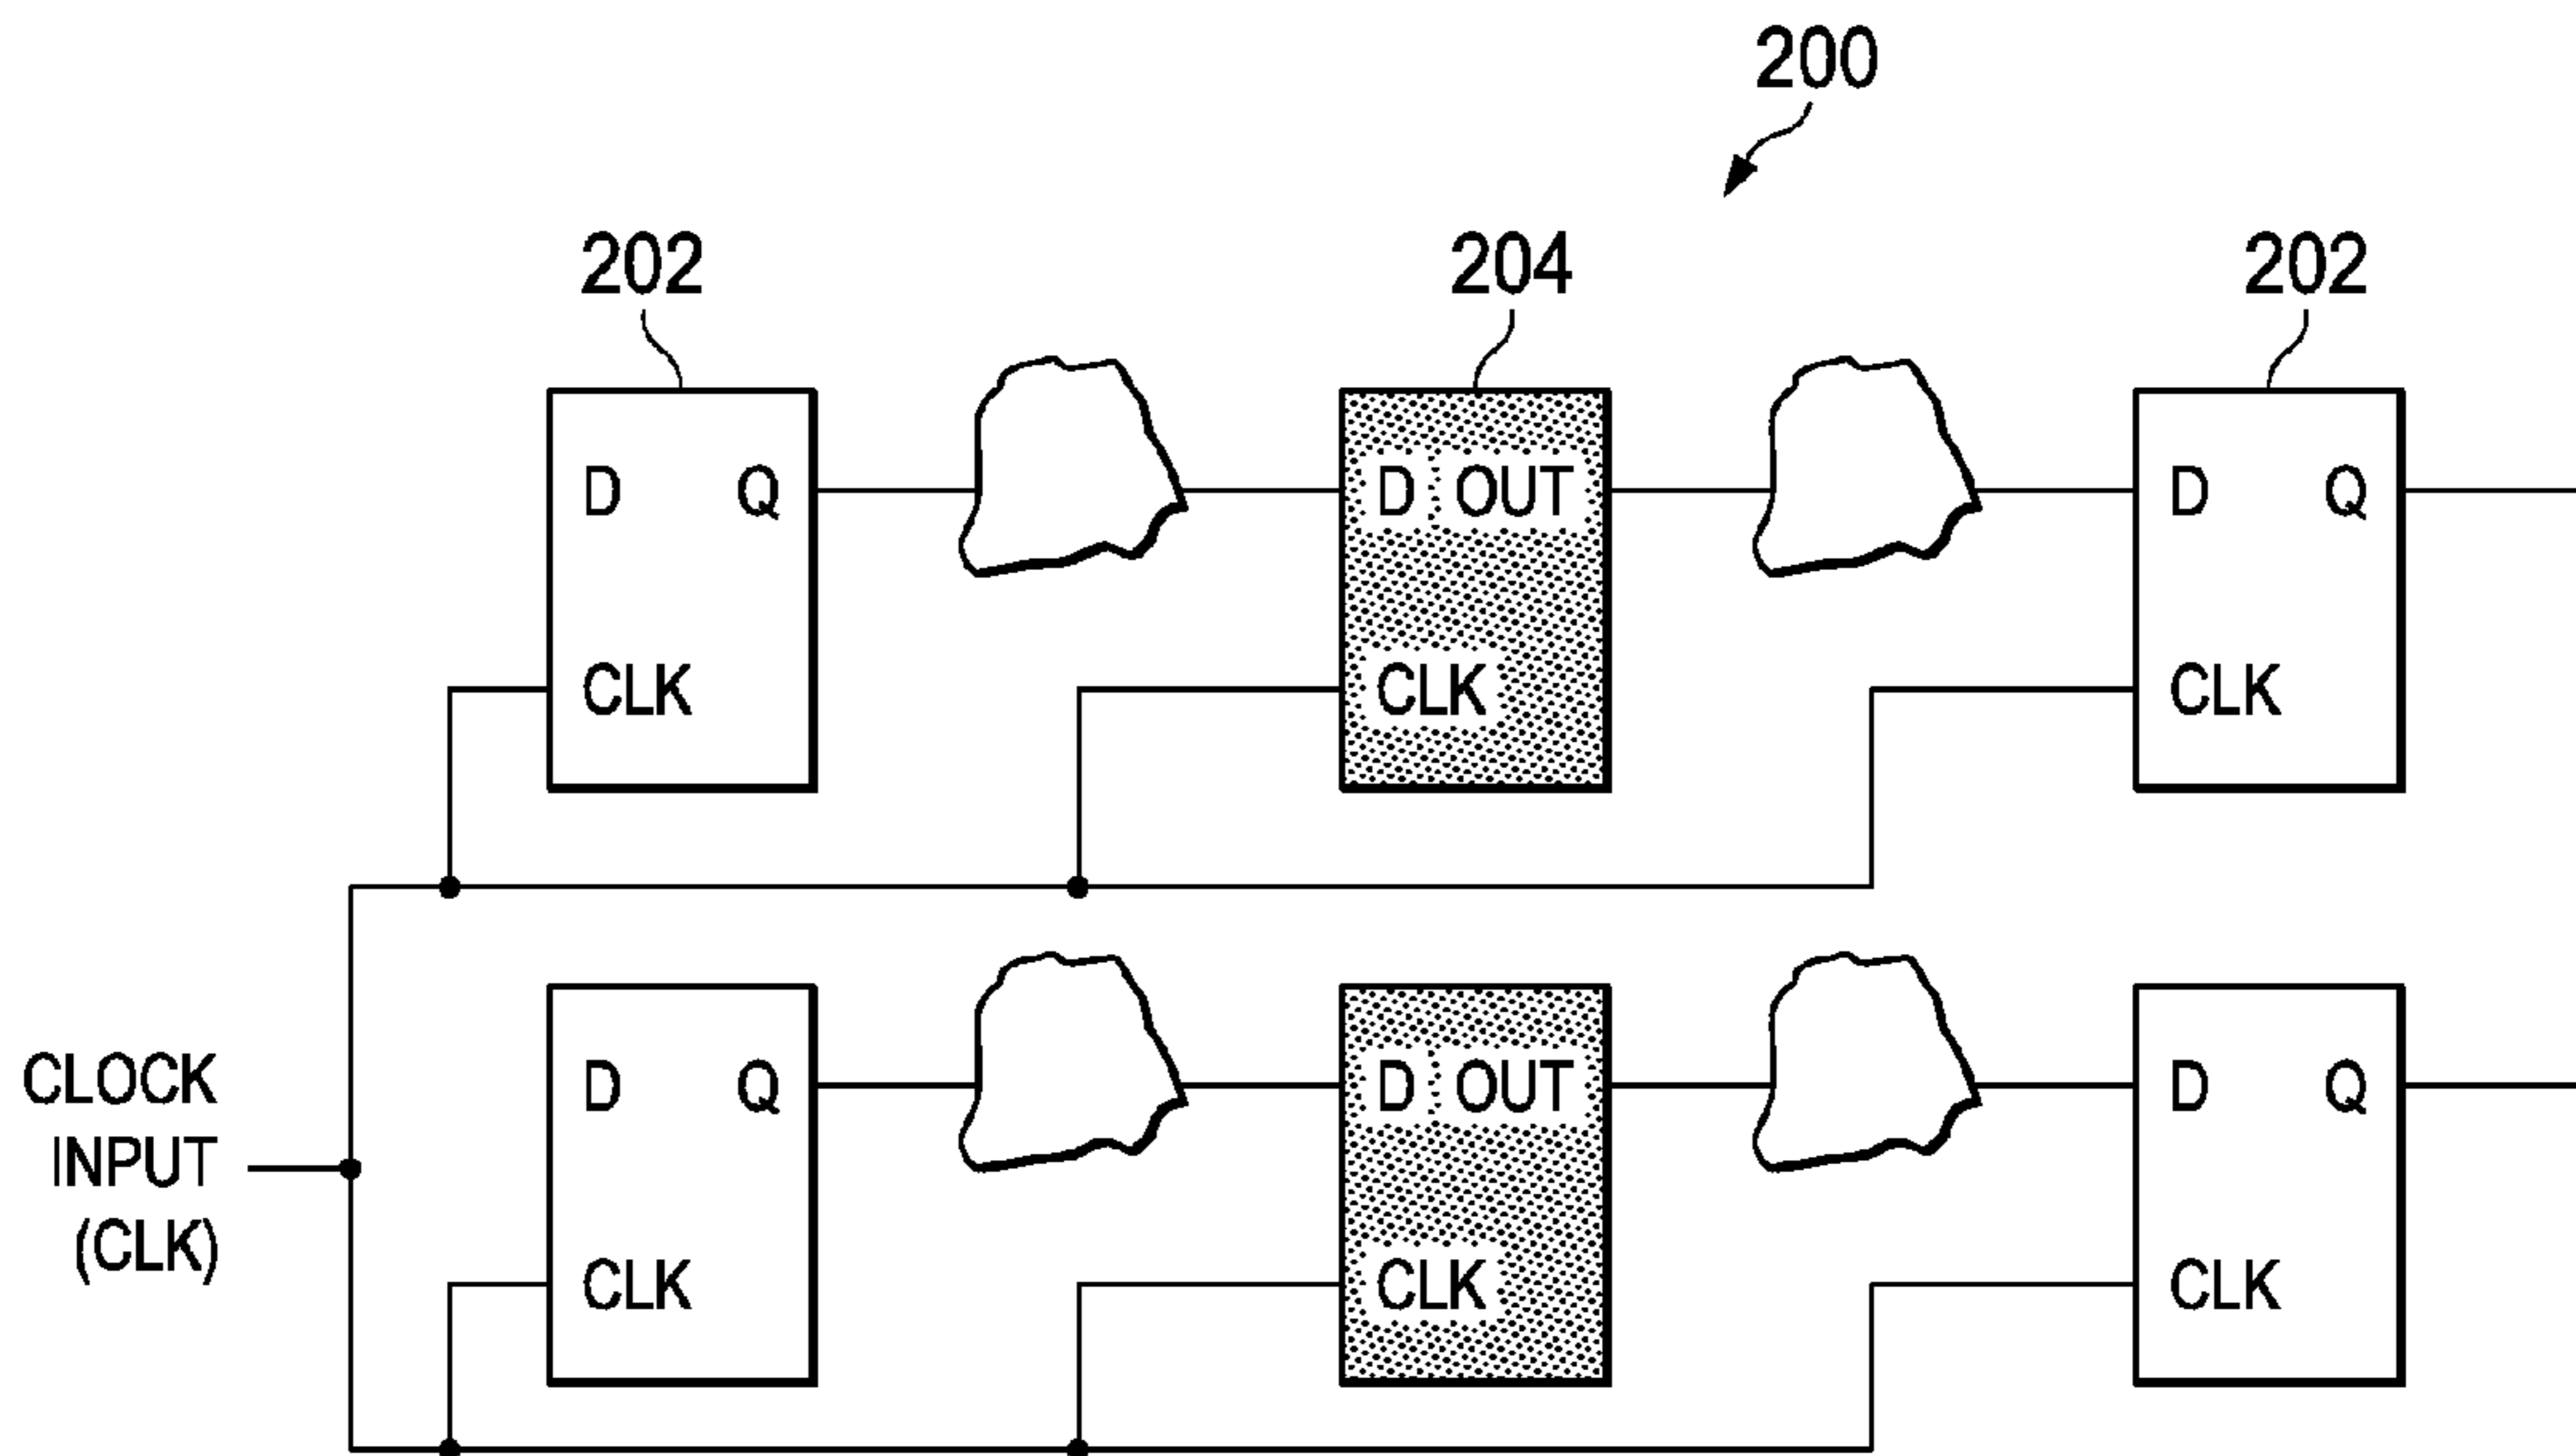 200
202 204 202
D Q D OUT D Q
CLK CLK CLK
D Q D OUT D Q
CLOCK
INPUT
(CLK)
CLK CLK CLK